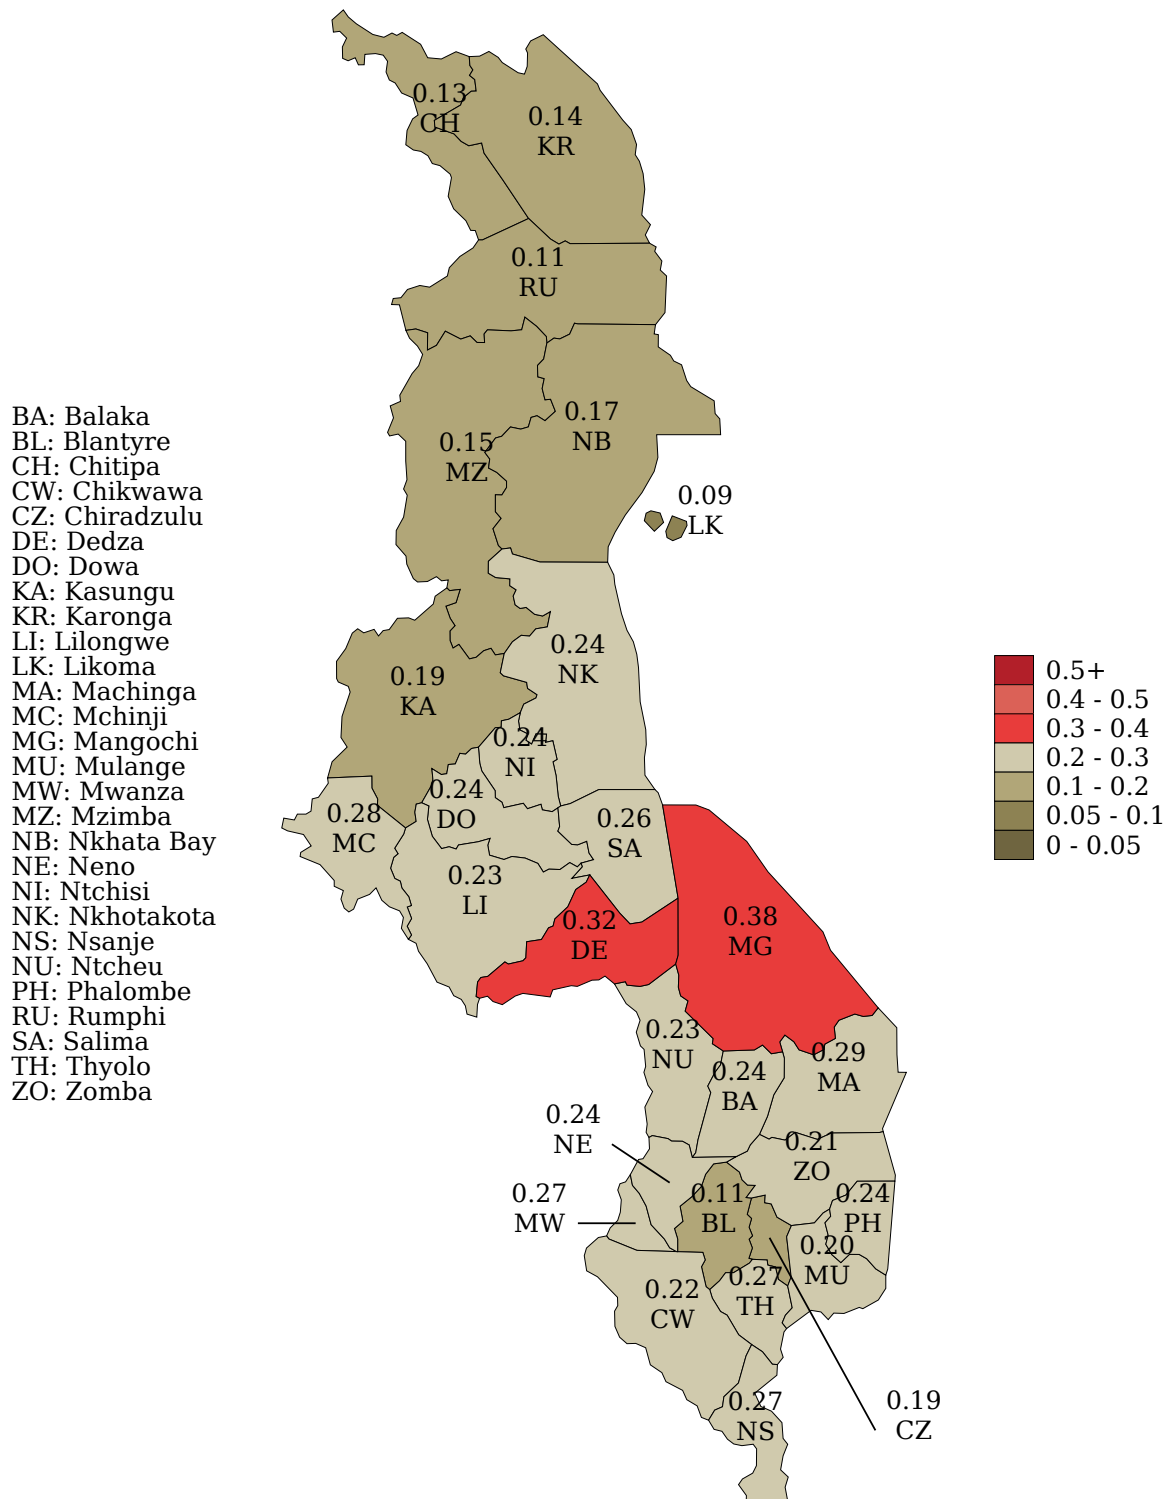 0.13
CH
0.14
KR
0.11
RU
0.17
NB
0.15
MZ
0.09
LK
BA: Balaka
BL: Blantyre
CH: Chitipa
CW: Chikwawa
CZ: Chiradzulu
DE: Dedza
DO: Dowa
KA: Kasungu
KR: Karonga
LI: Lilongwe
LK: Likoma
MA: Machinga
MC: Mchinji
MG: Mangochi
MU: Mulange
MW: Mwanza
MZ: Mzimba
NB: Nkhata Bay
NE: Neno
NI: Ntchisi
NK: Nkhotakota
NS: Nsanje
NU: Ntcheu
PH: Phalombe
RU: Rumphi
SA: Salima
TH: Thyolo
ZO: Zomba
0.24
NK
0.19
KA
0.24
NI
0.24
DO
0.28
MC
0.26
SA
0.23
LI
0.32
DE
0.38
MG
0.5+
0.4 - 0.5
0.3 - 0.4
0.2 - 0.3
0.1 - 0.2
0.05 - 0.1
0 - 0.05
0.23
NU
0.24
BA
0.29
MA
0.24
NE
0.21
ZO
0.27
MW
0.11
BL
0.24
PH
0.20
MU
0.27
TH
0.22
CW
0.27
NS
0.19
CZ